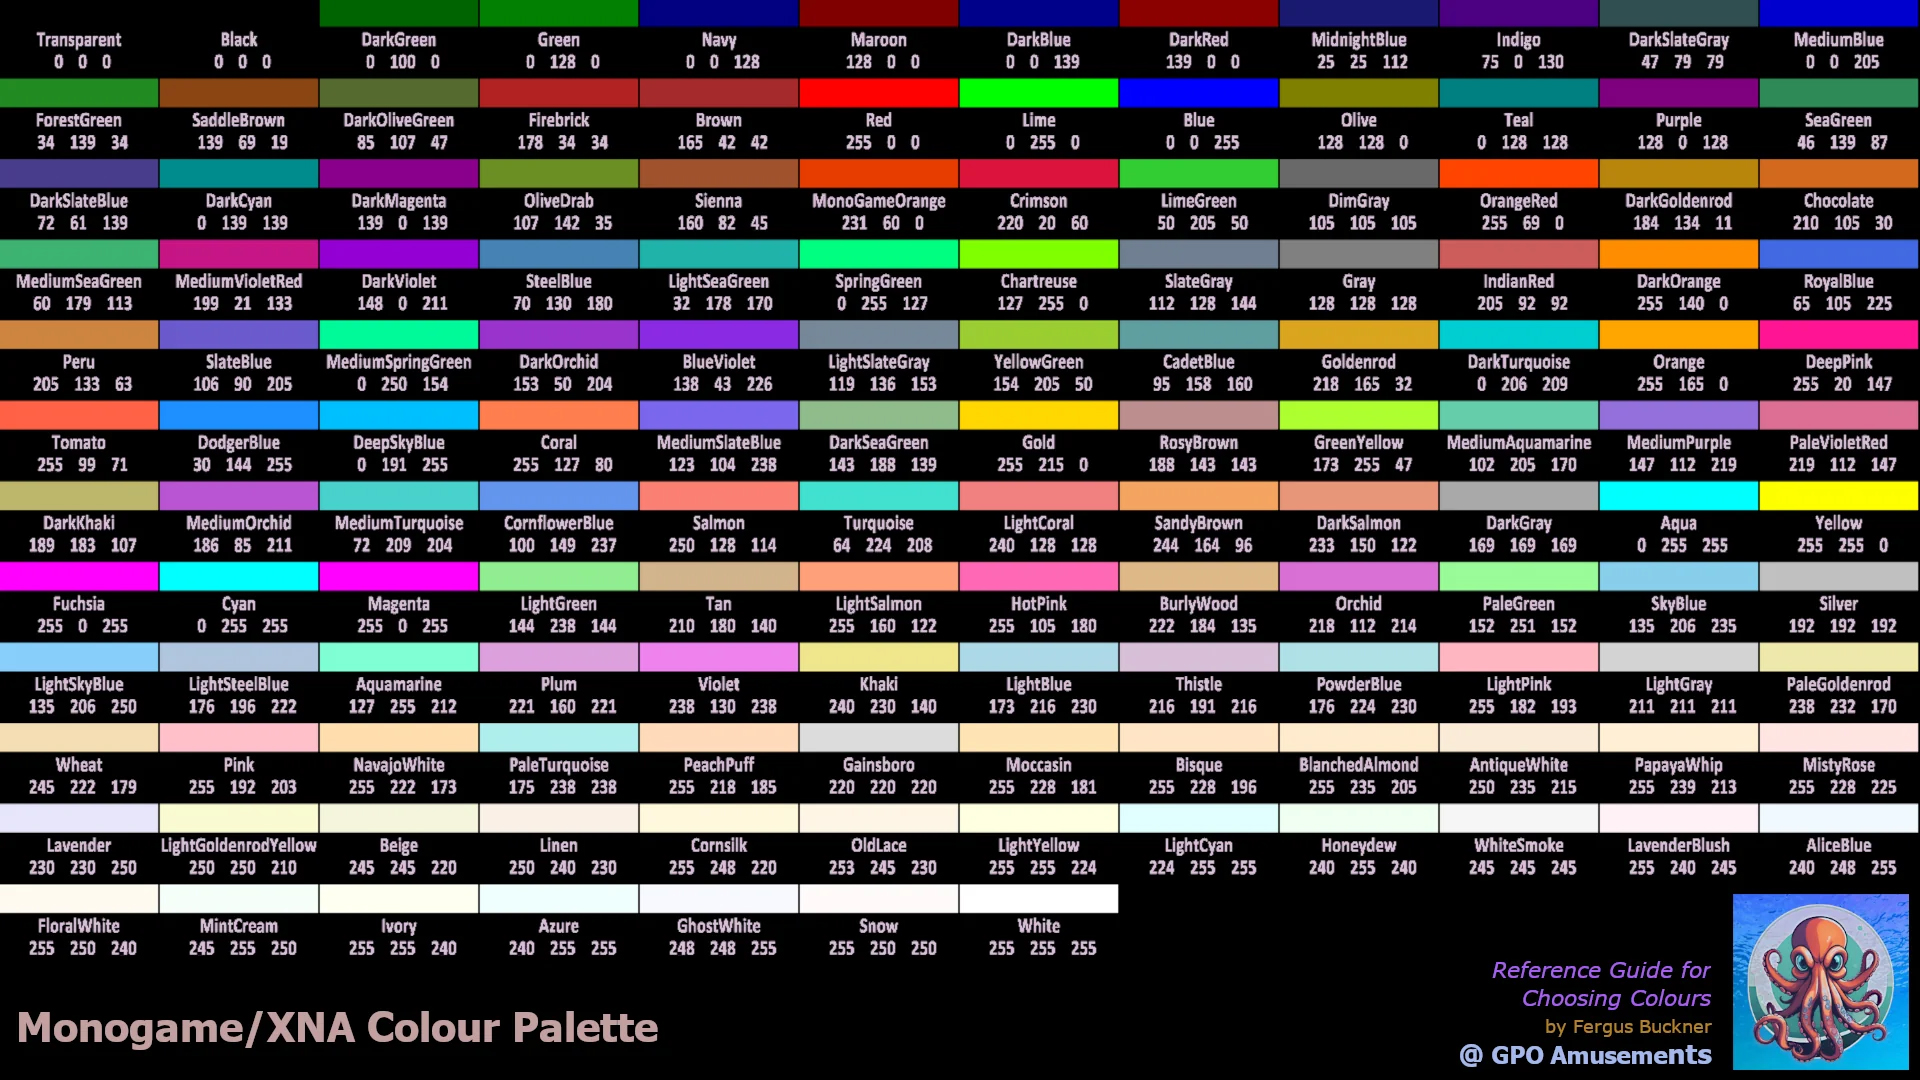 Transparent Black DarkGreen Green Navy Maroon DarkBlue DarkRed MidnightBlue Indigo DarkSlateGray MediumBlue
0 0 0 0 0 0 0 100 0 0 128 0 0 0 128 128 0 0 0 0 139 139 0 0 25 25 112 75 0 130 47 79 79 0 0 205
ForestGreen SaddleBrown DarkOliveGreen Firebrick Brown Red Lime Blue Olive Teal Purple SeaGreen
34 139 34 139 69 19 85 107 47 178 34 34 165 42 42 255 0 0 0 255 0 0 0 255 128 128 0 0 128 128 128 0 128 46 139 87
DarkSlateBlue DarkCyan DarkMagenta OliveDrab Sienna MonoGameOrange Crimson LimeGreen DimGray OrangeRed DarkGoldenrod Chocolate
72 61 139 0 139 139 139 0 139 107 142 35 160 82 45 231 60 0 220 20 60 50 205 50 105 105 105 255 69 0 184 134 11 210 105 30
MediumSeaGreen MediumVioletRed DarkViolet SteelBlue LightSeaGreen SpringGreen Chartreuse SlateGray Gray IndianRed DarkOrange RoyalBlue
60 179 113 199 21 133 148 0 211 70 130 180 32 178 170 0 255 127 127 255 0 112 128 144 128 128 128 205 92 92 255 140 0 65 105 225
Peru SlateBlue MediumSpringGreen DarkOrchid BlueViolet LightSlateGray YellowGreen CadetBlue Goldenrod DarkTurquoise Orange DeepPink
205 133 63 106 90 205 0 250 154 153 50 204 138 43 226 119 136 153 154 205 50 95 158 160 218 165 32 0 206 209 255 165 0 255 20 147
Tomato DodgerBlue DeepSkyBlue Coral MediumSlateBlue DarkSeaGreen Gold RosyBrown GreenYellow MediumAquamarine MediumPurple PaleVioletRed
255 99 71 30 144 255 0 191 255 255 127 80 123 104 238 143 188 139 255 215 0 188 143 143 173 255 47 102 205 170 147 112 219 219 112 147
DarkKhaki MediumOrchid MediumTurquoise CornflowerBlue Salmon Turquoise LightCoral SandyBrown DarkSalmon DarkGray Aqua Yellow
189 183 107 186 85 211 72 209 204 100 149 237 250 128 114 64 224 208 240 128 128 244 164 96 233 150 122 169 169 169 0 255 255 255 255 0
Fuchsia Cyan Magenta LightGreen Tan LightSalmon HotPink BurlyWood Orchid PaleGreen SkyBlue Silver
255 0 255 0 255 255 255 0 255 144 238 144 210 180 140 255 160 122 255 105 180 222 184 135 218 112 214 152 251 152 135 206 235 192 192 192
LightSkyBlue LightSteelBlue Aquamarine Plum Violet Khaki LightBlue Thistle PowderBlue LightPink LightGray PaleGoldenrod
135 206 250 176 196 222 127 255 212 221 160 221 238 130 238 240 230 140 173 216 230 216 191 216 176 224 230 255 182 193 211 211 211 238 232 170
Wheat Pink NavajoWhite PaleTurquoise PeachPuff Gainsboro Moccasin Bisque BlanchedAlmond AntiqueWhite PapayaWhip MistyRose
245 222 179 255 192 203 255 222 173 175 238 238 255 218 185 220 220 220 255 228 181 255 228 196 255 235 205 250 235 215 255 239 213 255 228 225
Lavender LightGoldenrodYellow Beige Linen Cornsilk OldLace LightYellow LightCyan Honeydew WhiteSmoke LavenderBlush AliceBlue
230 230 250 250 250 210 245 245 220 250 240 230 255 248 220 253 245 230 255 255 224 224 255 255 240 255 240 245 245 245 255 240 245 240 248 255
FloralWhite MintCream Ivory Azure GhostWhite Snow White
255 250 240 245 255 250 255 255 240 240 255 255 248 248 255 255 250 250 255 255 255
Reference Guide for
Choosing Colours
by Fergus Buckner
@ GPO Amusements
Monogame/XNA Colour Palette